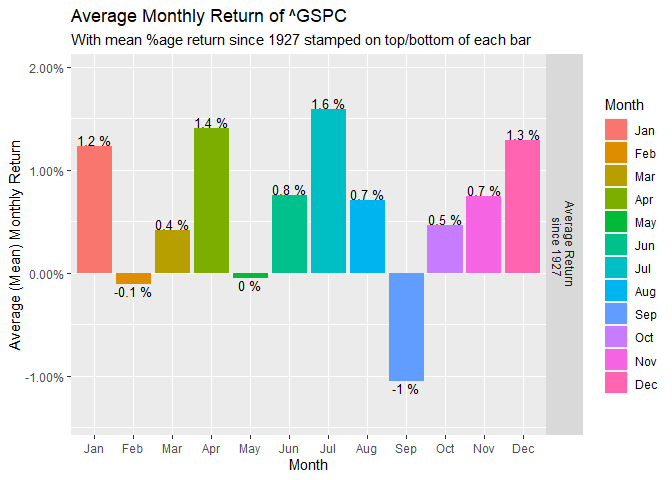 Average Monthly Return of ^GSPC
With mean %age return since 1927 stamped on top/bottom of each bar
Average (Mean) Monthly Return
2.00%
1.00%
0.00%
-1.00%
1.2 %
-0.1 %
0.4 %
1.4 %
0 %
0.8 %
1.6 %
0.7 %
-1 %
0.5 %
0.7 %
1.3 %
Average Return
since 1927
Jan
Feb
Mar
Apr
May
Jun
Jul
Aug
Sep
Oct
Nov
Dec
Month
Month
Jan
Feb
Mar
Apr
May
Jun
Jul
Aug
Sep
Oct
Nov
Dec